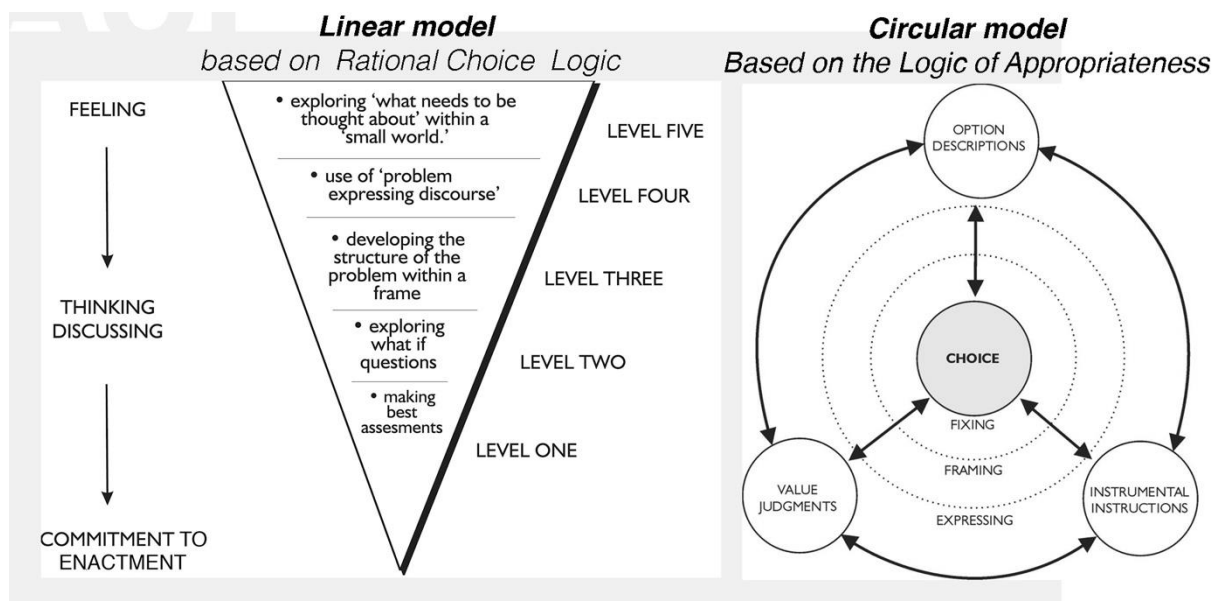 Linear model
based on Rational Choice Logic
FEELING
THINKING
DISCUSSING
COMMITMENT TO
ENACTMENT
• exploring ‘what needs to be
thought about’ within a
‘small world.’
• use of ‘problem
expressing discourse’
• developing the
structure of the
problem within a
frame
• exploring
what if
questions
• making
best
assesments
LEVEL FIVE
LEVEL FOUR
LEVEL THREE
LEVEL TWO
LEVEL ONE
Circular model
Based on the Logic of Appropriateness
OPTION
DESCRIPTIONS
CHOICE
FIXING
FRAMING
EXPRESSING
VALUE
JUDGMENTS
INSTRUMENTAL
INSTRUCTIONS